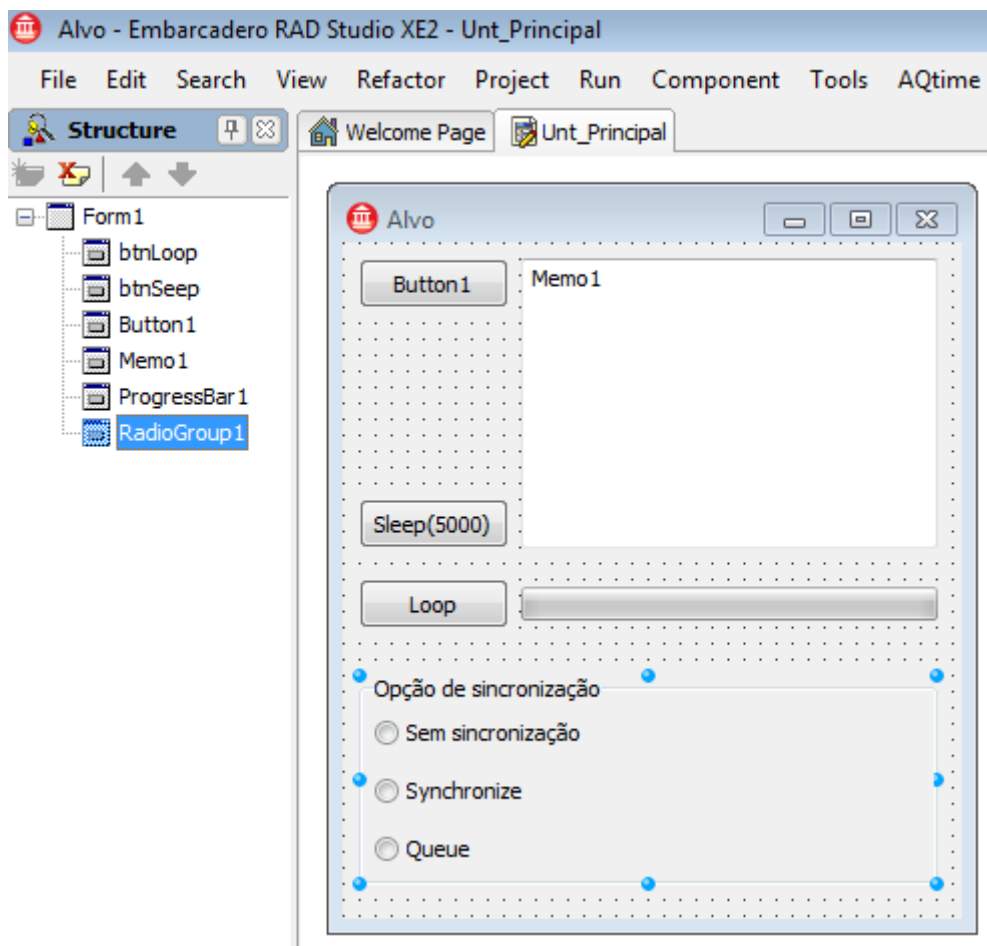 Alvo - Embarcadero RAD Studio XE2 - Unt_Principal
File Edit Search View Refactor Project Run Component Tools AQtime
Structure
Welcome Page Unt_Principal
Form1
btnLoop
btnSeep
Button1
Memo1
ProgressBar1
RadioGroup1
Alvo
Button1
Memo1
Sleep(5000)
Loop
Opção de sincronização
Sem sincronização
Synchronize
Queue